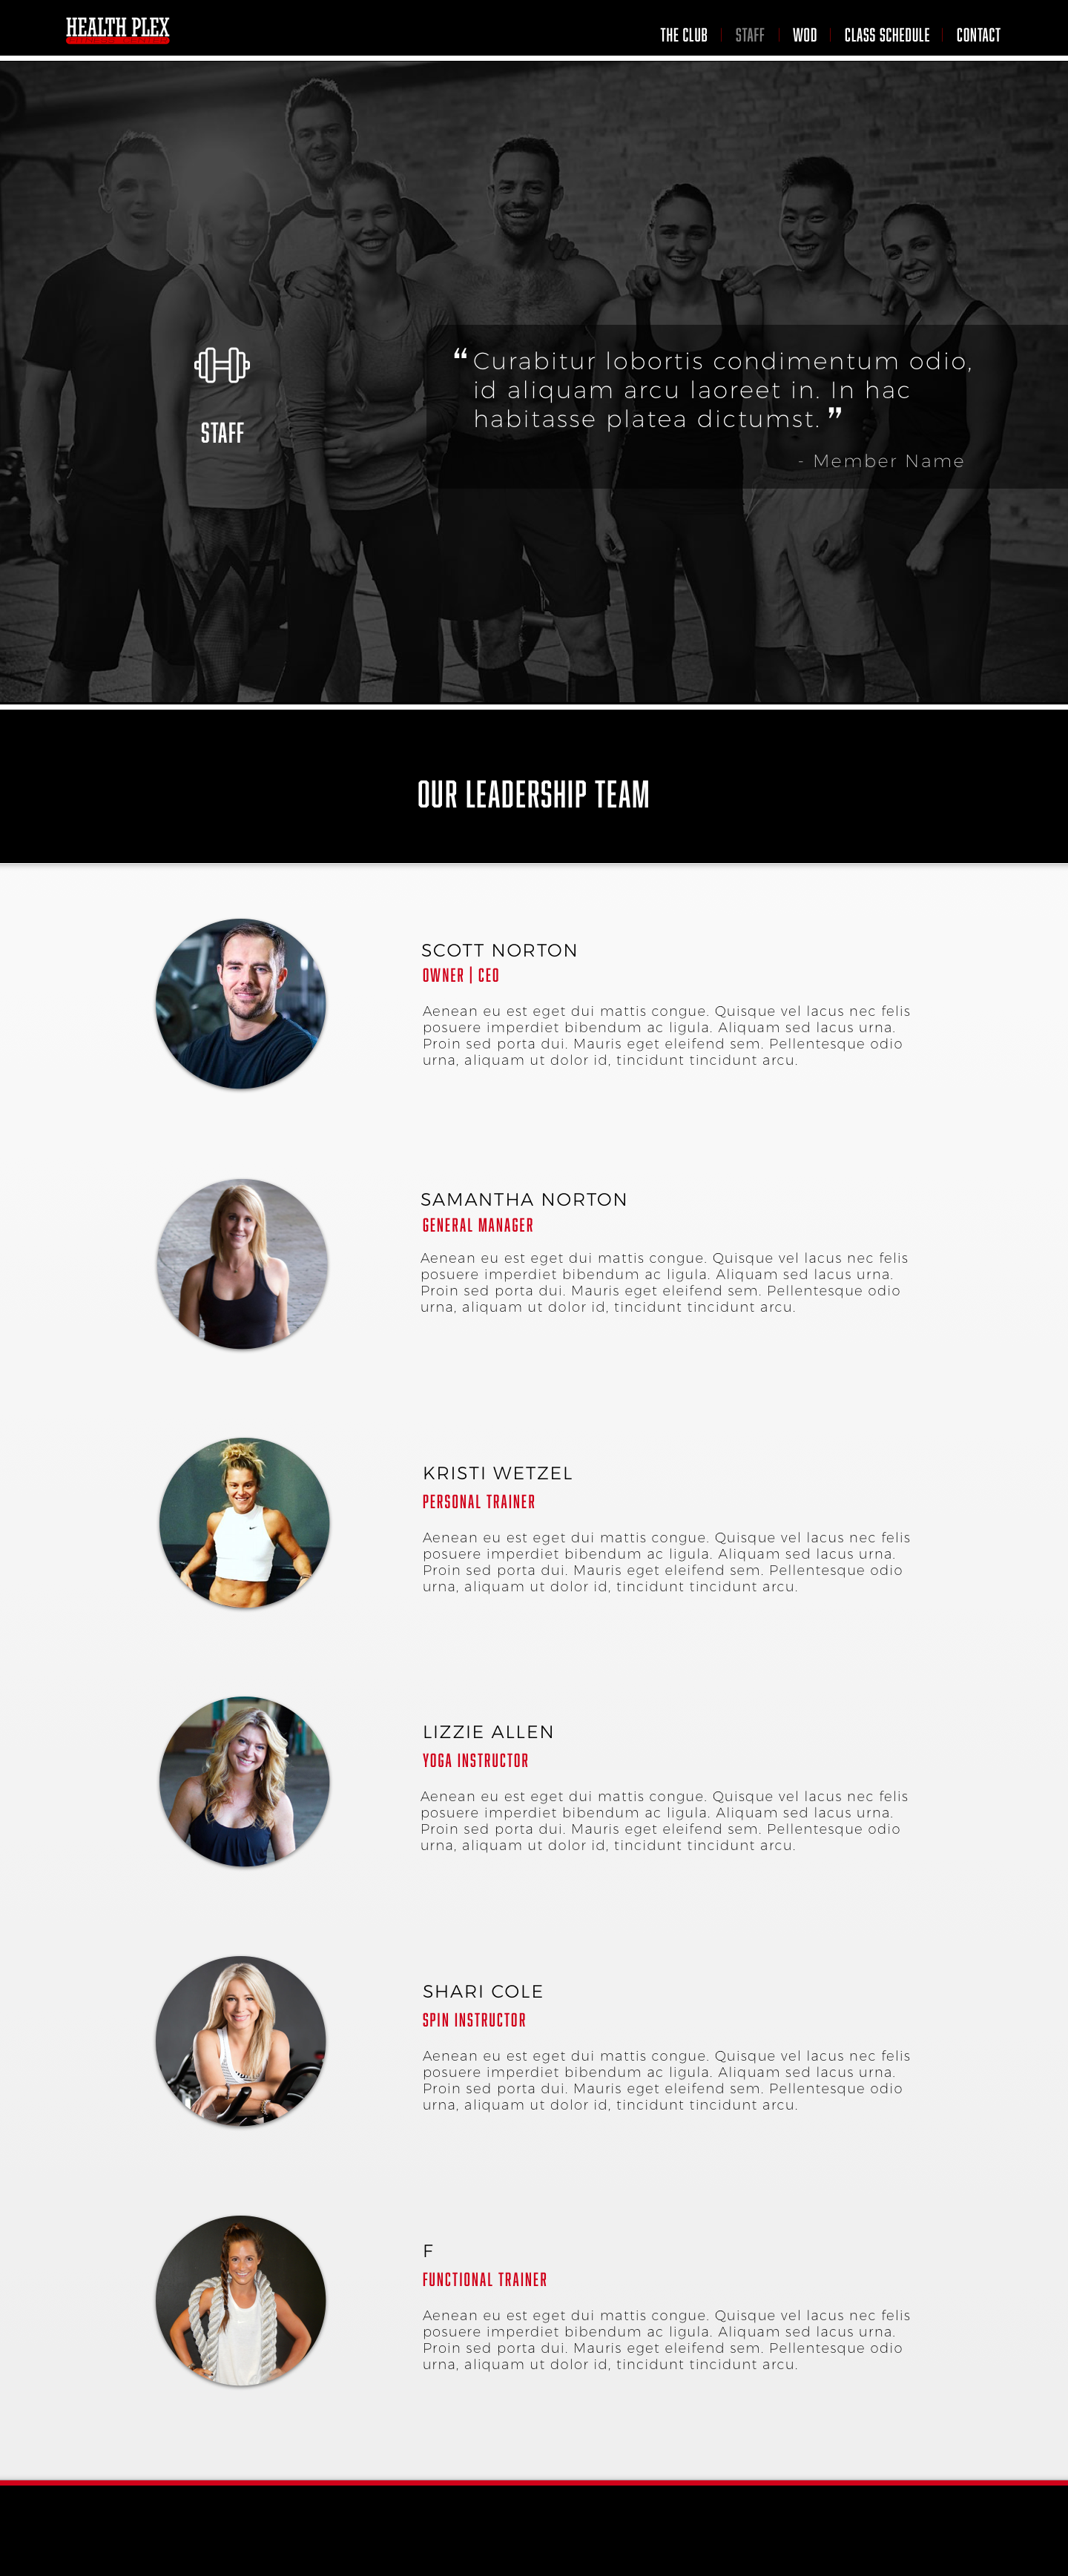 HEALTH PLEX
THE CLUB | STAFF | WOD | CLASS SCHEDULE | CONTACT
STAFF
“ Curabitur lobortis condimentum odio,
id aliquam arcu laoreet in. In hac
habitasse platea dictumst. ”
- Member Name
OUR LEADERSHIP TEAM
SCOTT NORTON
OWNER | CEO
Aenean eu est eget dui mattis congue. Quisque vel lacus nec felis
posuere imperdiet bibendum ac ligula. Aliquam sed lacus urna.
Proin sed porta dui. Mauris eget eleifend sem. Pellentesque odio
urna, aliquam ut dolor id, tincidunt tincidunt arcu.
SAMANTHA NORTON
GENERAL MANAGER
Aenean eu est eget dui mattis congue. Quisque vel lacus nec felis
posuere imperdiet bibendum ac ligula. Aliquam sed lacus urna.
Proin sed porta dui. Mauris eget eleifend sem. Pellentesque odio
urna, aliquam ut dolor id, tincidunt tincidunt arcu.
KRISTI WETZEL
PERSONAL TRAINER
Aenean eu est eget dui mattis congue. Quisque vel lacus nec felis
posuere imperdiet bibendum ac ligula. Aliquam sed lacus urna.
Proin sed porta dui. Mauris eget eleifend sem. Pellentesque odio
urna, aliquam ut dolor id, tincidunt tincidunt arcu.
LIZZIE ALLEN
YOGA INSTRUCTOR
Aenean eu est eget dui mattis congue. Quisque vel lacus nec felis
posuere imperdiet bibendum ac ligula. Aliquam sed lacus urna.
Proin sed porta dui. Mauris eget eleifend sem. Pellentesque odio
urna, aliquam ut dolor id, tincidunt tincidunt arcu.
SHARI COLE
SPIN INSTRUCTOR
Aenean eu est eget dui mattis congue. Quisque vel lacus nec felis
posuere imperdiet bibendum ac ligula. Aliquam sed lacus urna.
Proin sed porta dui. Mauris eget eleifend sem. Pellentesque odio
urna, aliquam ut dolor id, tincidunt tincidunt arcu.
F
FUNCTIONAL TRAINER
Aenean eu est eget dui mattis congue. Quisque vel lacus nec felis
posuere imperdiet bibendum ac ligula. Aliquam sed lacus urna.
Proin sed porta dui. Mauris eget eleifend sem. Pellentesque odio
urna, aliquam ut dolor id, tincidunt tincidunt arcu.